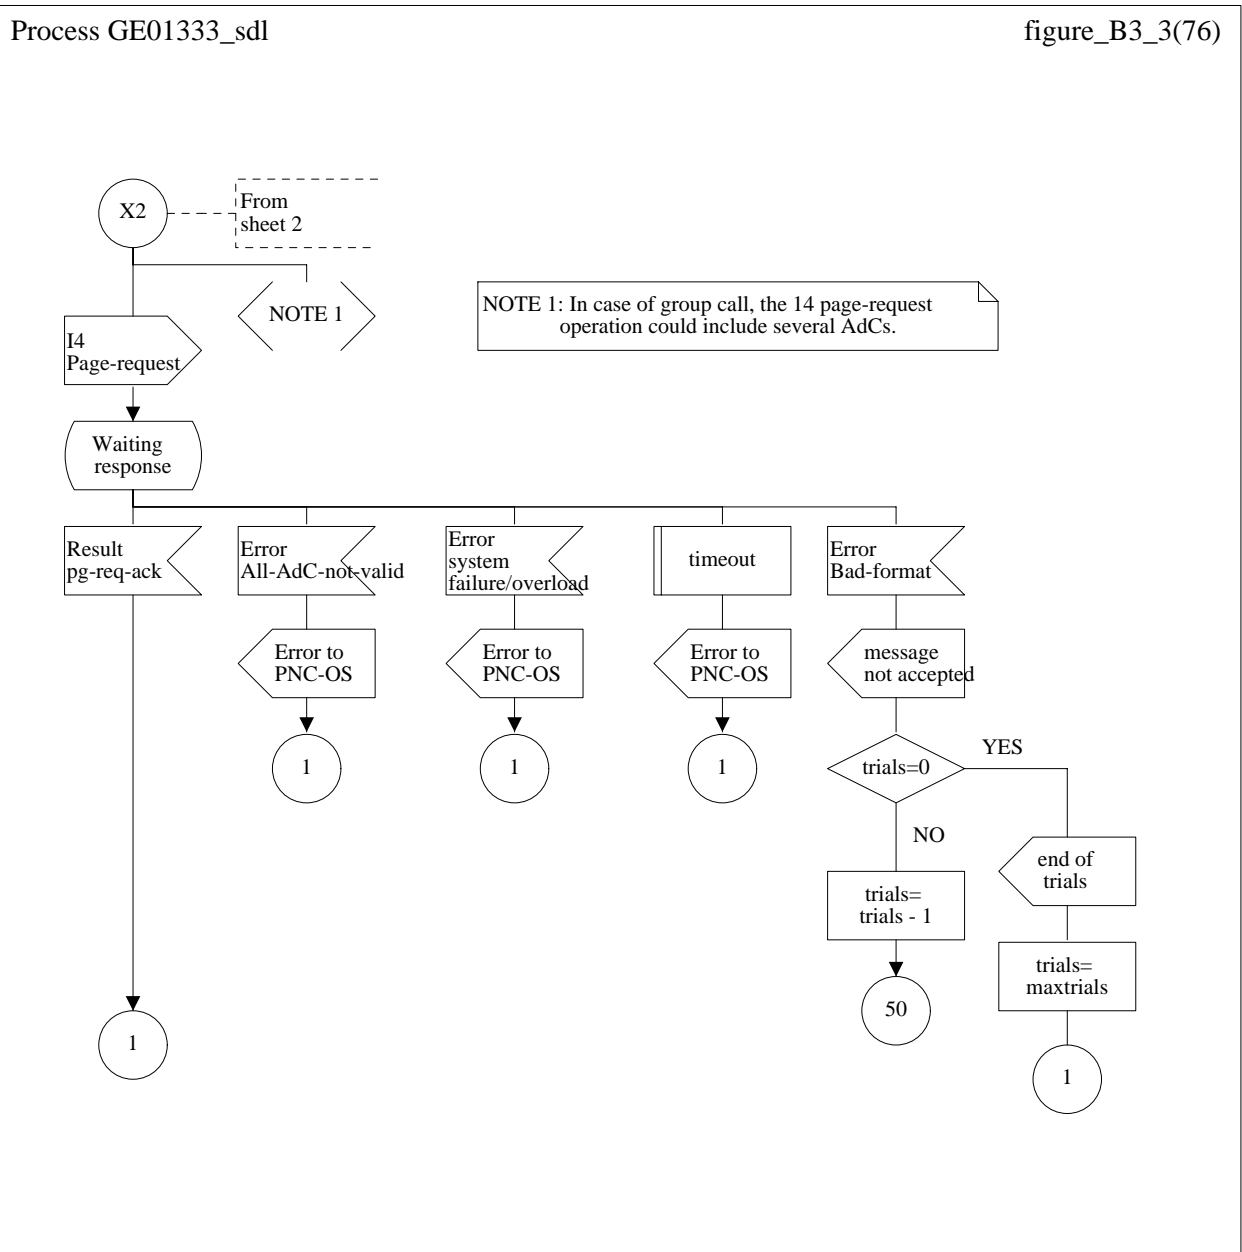 Process GE01333_sdl
figure_B3_3(76)
X2
From
sheet 2
NOTE 1
NOTE 1: In case of group call, the 14 page-request
operation could include several AdCs.
I4
Page-request
Waiting
response
Result
pg-req-ack
Error
All-AdC-not-valid
Error
system
failure/overload
timeout
Error
Bad-format
Error to
PNC-OS
Error to
PNC-OS
Error to
PNC-OS
message
not accepted
1
1
1
trials=0
YES
NO
end of
trials
trials=
trials - 1
trials=
maxtrials
50
1
1